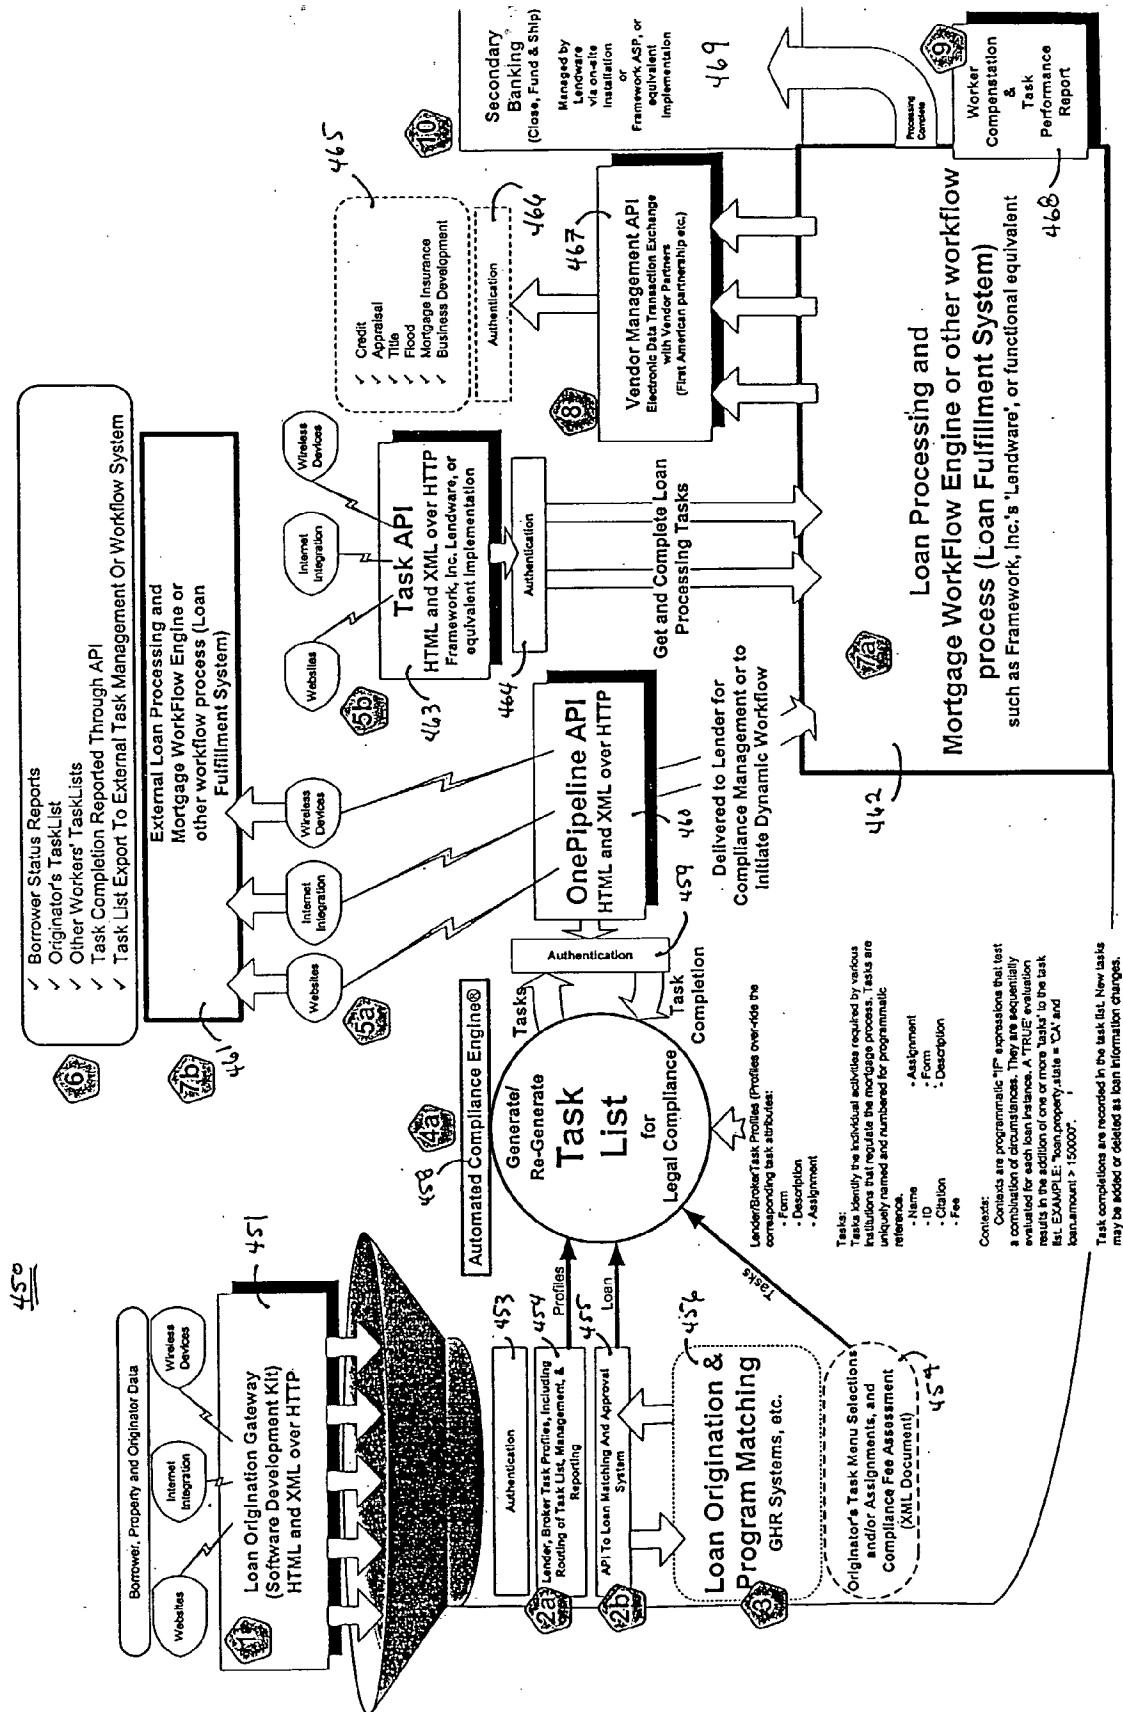 450
Borrower, Property and Originator Data
Websites
Internet
Integration
Wireless
Devices
1
451
Loan Origination Gateway
(Software Development Kit)
HTML and XML over HTTP
453
Authentication
2a
454
Lender, Broker Task Profiles, Including
Routing of Task List, Management, &
Reporting
Profiles
2b
455
API To Loan Matching And Approval
System
Loan
3
456
Loan Origination &
Program Matching
GHR Systems, etc.
Originator's Task Menu Selections
and/or Assignments, and
Compliance Fee Assessment
(XML Document)
457
Tasks
6
✓ Borrower Status Reports
✓ Originator's TaskList
✓ Other Workers' TaskLists
✓ Task Completion Reported Through API
✓ Task List Export To External Task Management Or Workflow System
7b
461
External Loan Processing and
Mortgage WorkFlow Engine or
other workflow process (Loan
Fulfillment System)
5a
Websites
Internet
Integration
Wireless
Devices
4a
458
Automated Compliance Engine®
Generate/
Re-Generate
Task
List
for
Legal Compliance
Tasks
Task
Completion
Authentication
459
OnePipeline API
HTML and XML over HTTP
460
Delivered to Lender for
Compliance Management or to
Initiate Dynamic Workflow
Lender/Broker Task Profiles (Profiles over-ride the
corresponding task attributes:
- Form
- Description
- Assignment
Tasks:
Tasks identify the individual activities required by various
institutions that regulate the mortgage process. Tasks are
uniquely named and numbered for programmatic
reference.
- Name
- ID
- Citation
- Fee
- Assignment
- Form
- Description
Contexts:
Contexts are programmatic "IF" expressions that test
a combination of circumstances. They are sequentially
evaluated for each loan instance. A 'TRUE' evaluation
results in the addition of one or more 'tasks' to the task
list. EXAMPLE: "loan.property.state = 'CA' and
loan.amount > 150000".
Task completions are recorded in the task list. New tasks
may be added or deleted as loan information changes.
5b
Websites
Internet
Integration
Wireless
Devices
463
Task API
HTML and XML over HTTP
Framework, Inc. Lendware, or
equivalent Implementation
464
Authentication
Get and Complete Loan
Processing Tasks
465
✓ Credit
✓ Appraisal
✓ Title
✓ Flood
✓ Mortgage Insurance
✓ Business Development
466
Authentication
8
467
Vendor Management API
Electronic Data Transaction Exchange
with Vendor Partners
(First American partnership etc.)
10
Secondary
Banking
(Close, Fund & Ship)
Managed by
Lendware
via on-site
Installation
or
Framework ASP, or
equivalent
Implementation
469
Processing
Complete
9
Worker
Compenstation
&
Task
Performance
Report
468
7a
462
Loan Processing and
Mortgage WorkFlow Engine or other workflow
process (Loan Fulfillment System)
such as Framework, Inc.'s 'Lendware', or functional equivalent